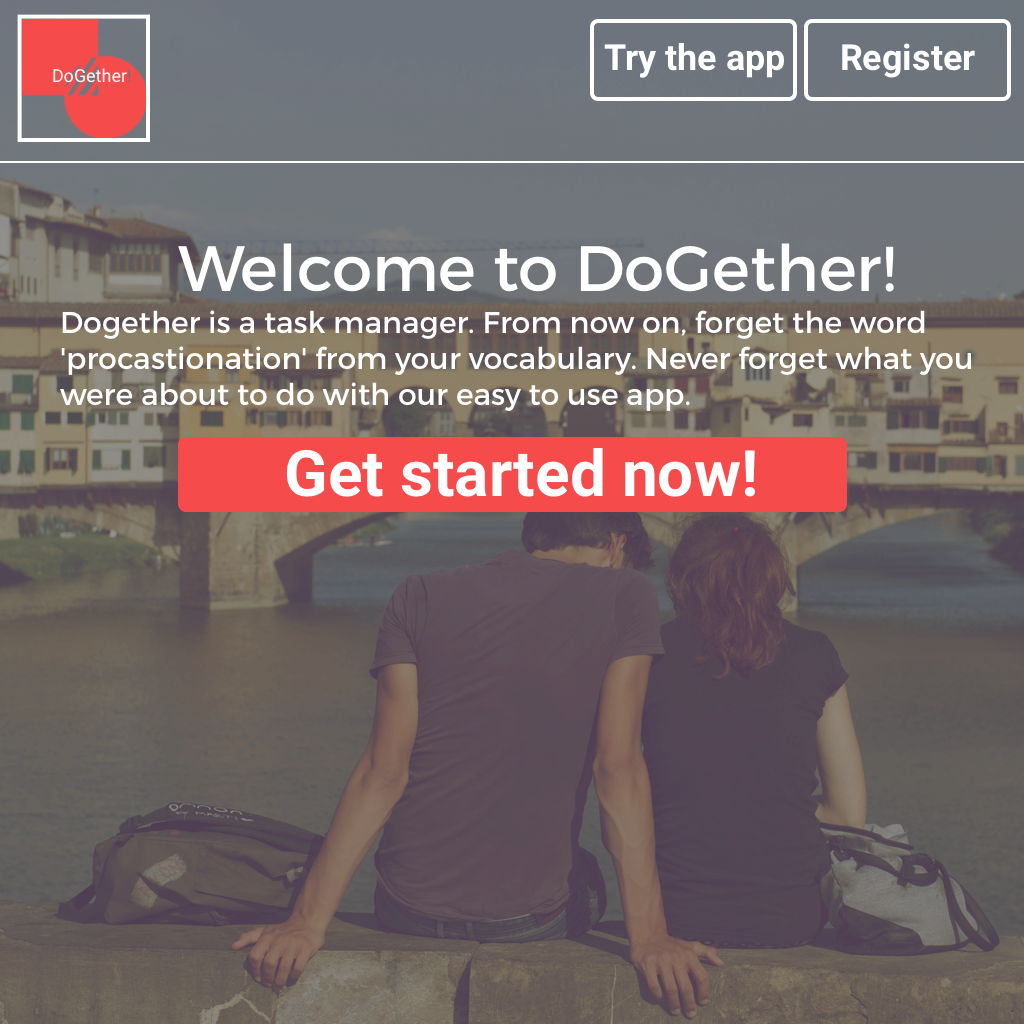 DoGether
Try the app
Register
Welcome to DoGether!
Dogether is a task manager. From now on, forget the word
'procastionation' from your vocabulary. Never forget what you
were about to do with our easy to use app.
Get started now!